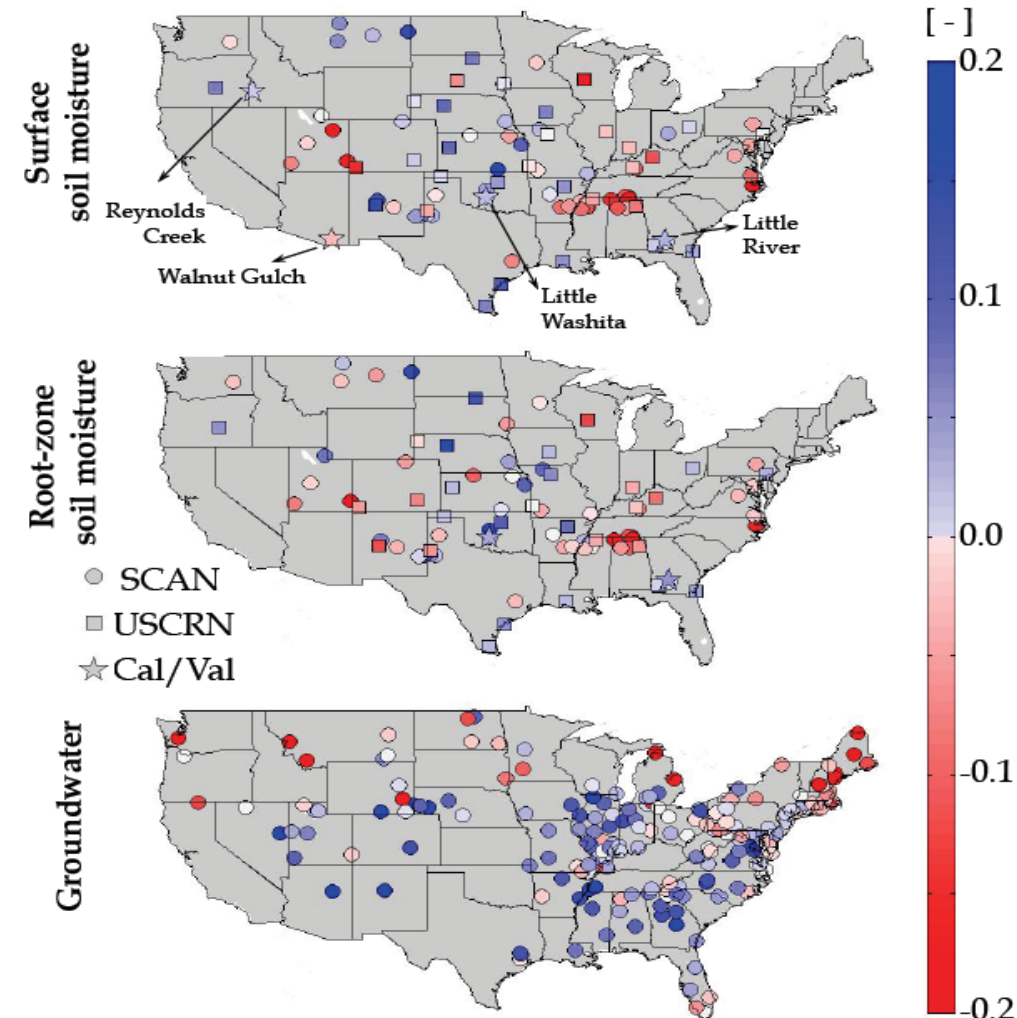 [-]
0.2
0.1
0.0
-0.1
-0.2
Surface
soil moisture
Reynolds
Creek
Walnut Gulch
Little
Washita
Little
River
Root-zone
soil moisture
SCAN
USCRN
Cal/Val
Groundwater